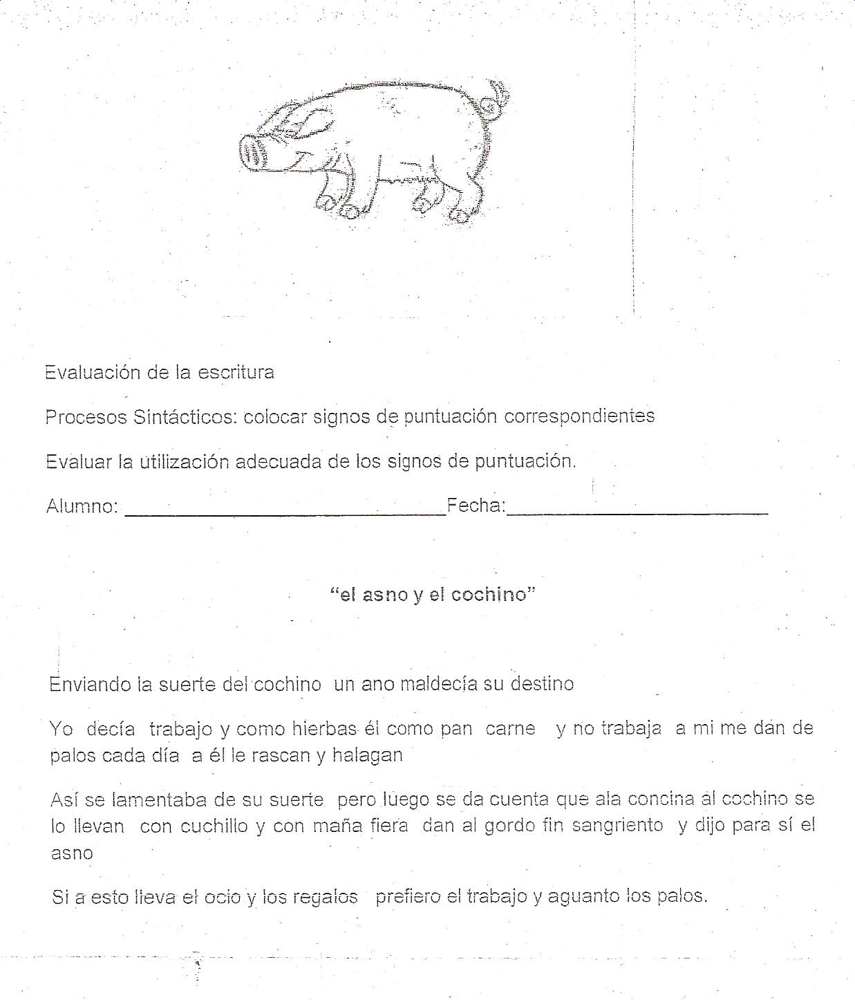 Evaluación de la escritura
Procesos Sintácticos: colocar signos de puntuación correspondientes
Evaluar la utilización adecuada de los signos de puntuación.
Alumno: ______________________________Fecha:________________________
“el asno y el cochino”
Enviando la suerte del cochino un ano maldecía su destino
Yo decía trabajo y como hierbas él como pan carne y no trabaja a mi me dan de
palos cada día a él le rascan y halagan
Así se lamentaba de su suerte pero luego se da cuenta que ala concina al cochino se
lo llevan con cuchillo y con maña fiera dan al gordo fin sangriento y dijo para sí el
asno
Si a esto lleva el ocio y los regalos prefiero el trabajo y aguanto los palos.